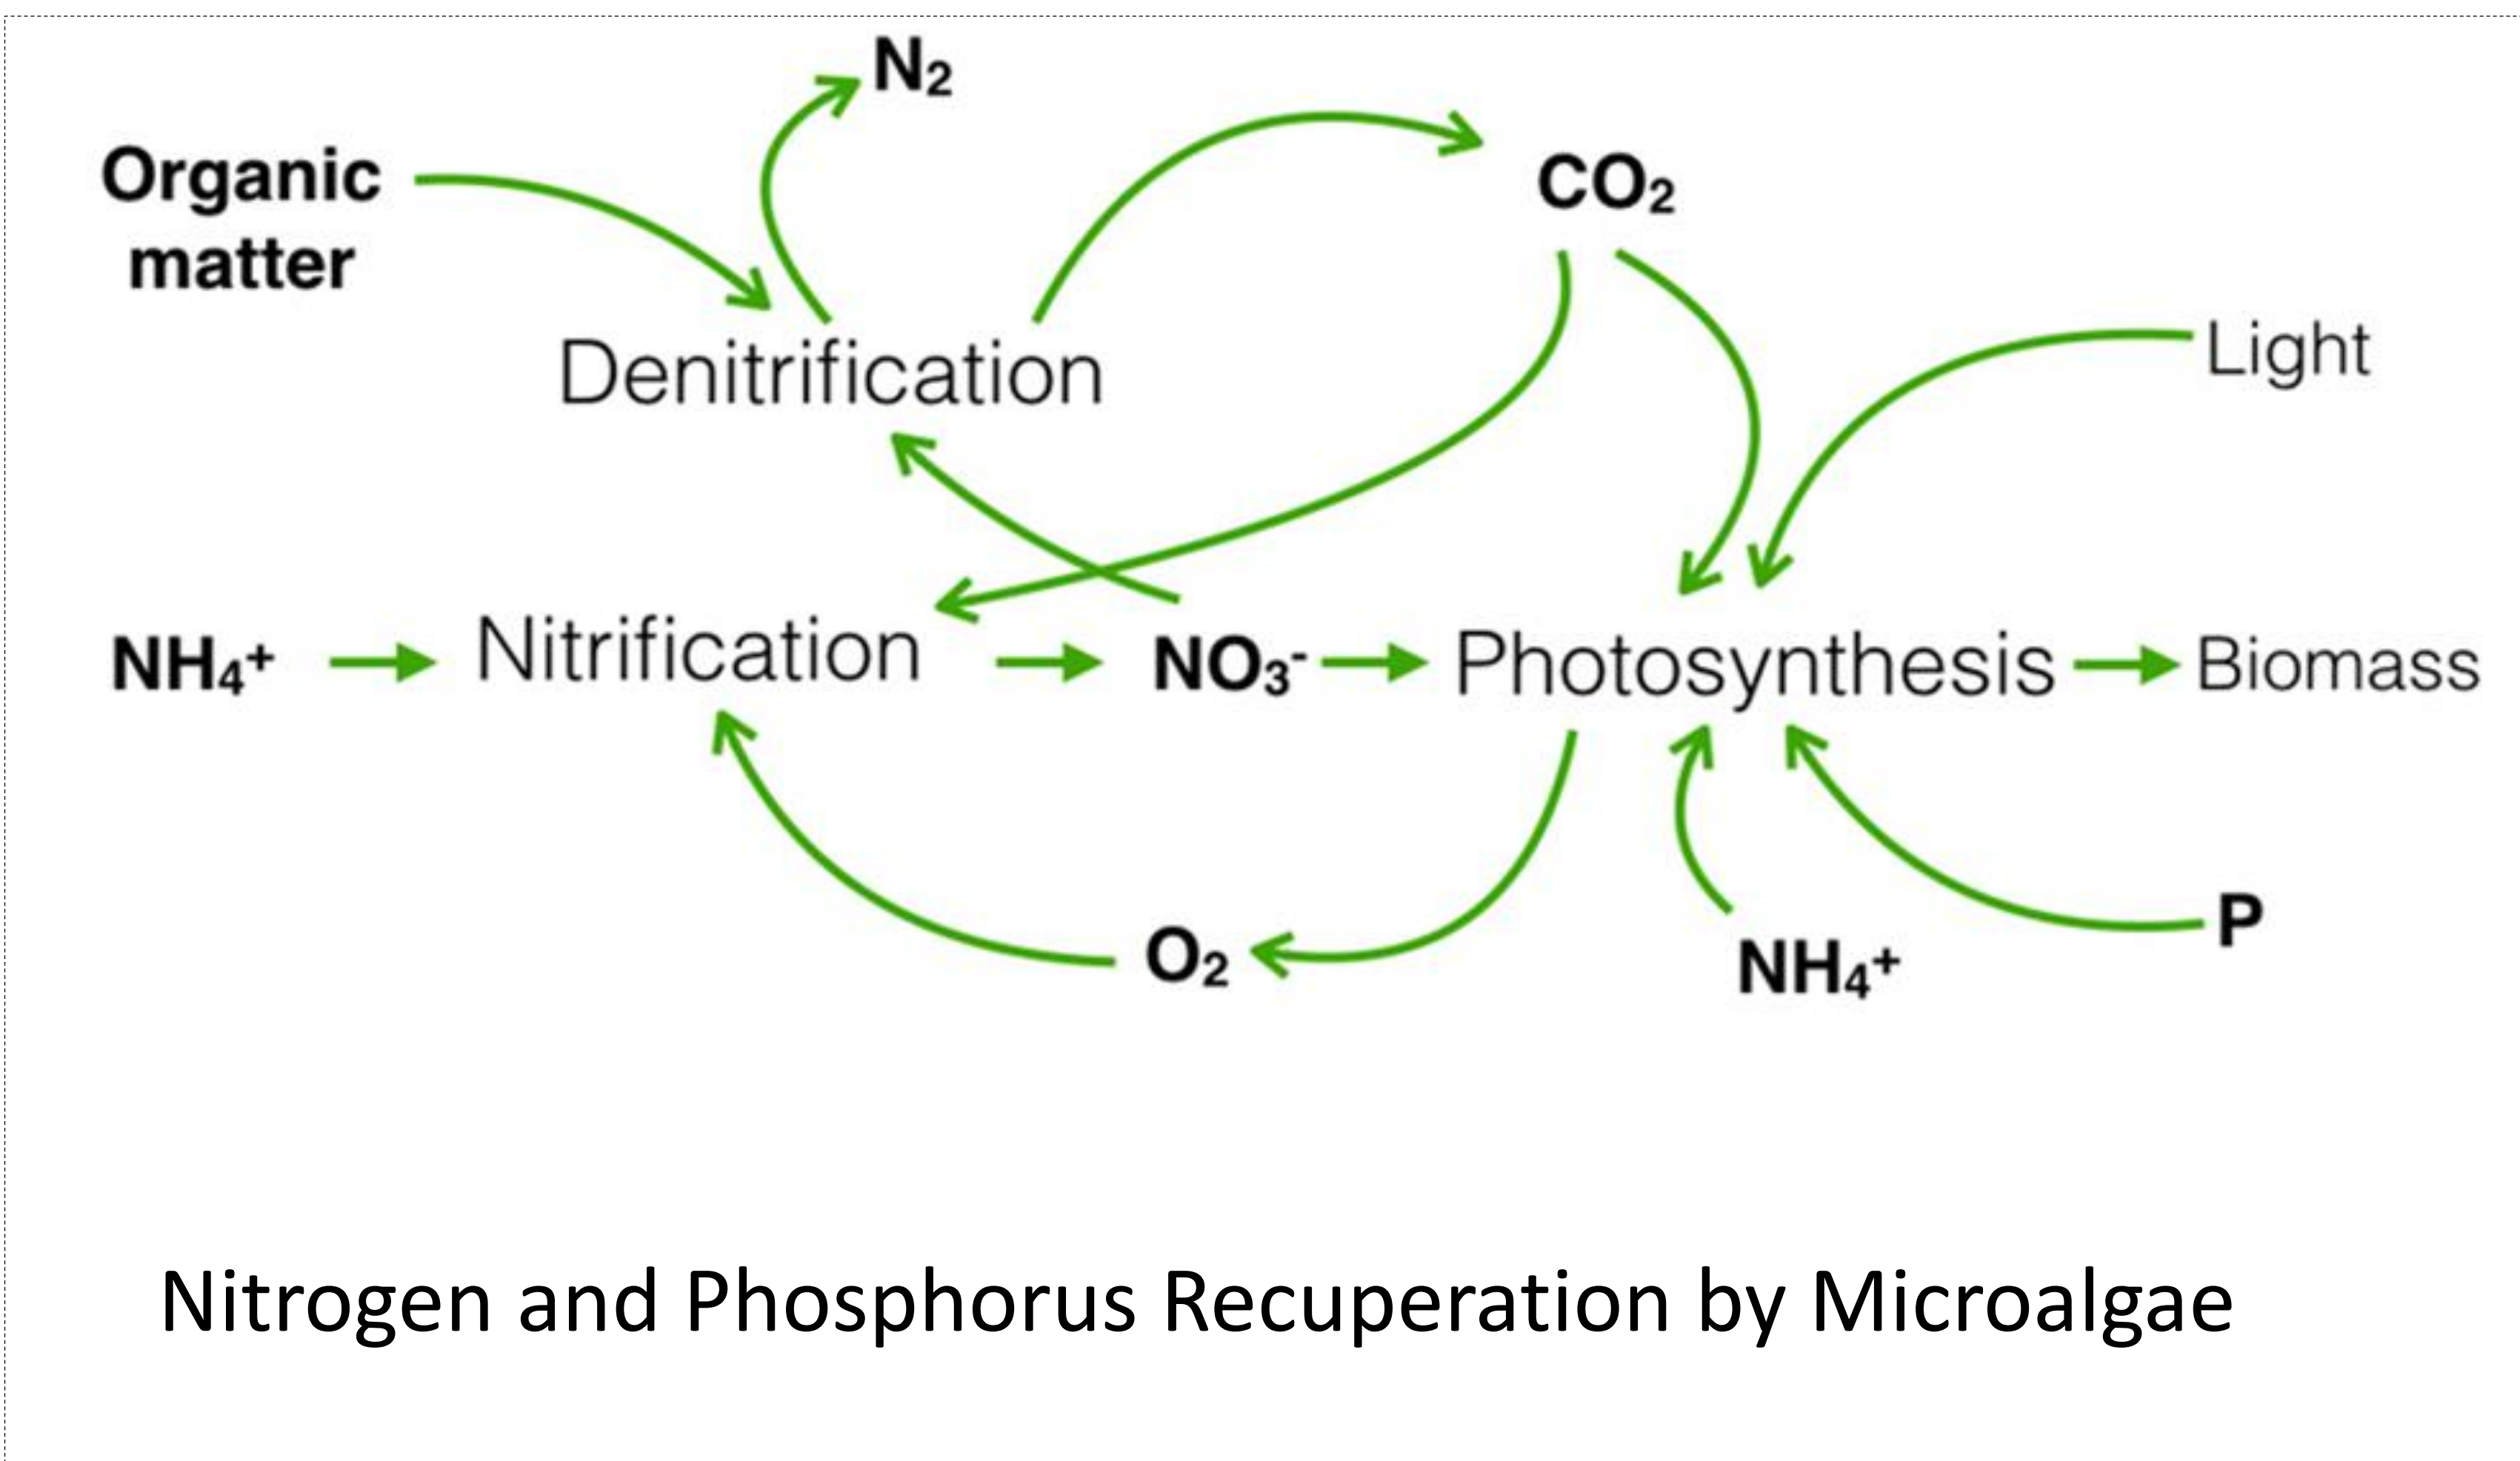 N₂
Organic
matter
CO₂
Denitrification
Light
NH₄⁺
Nitrification
NO₃⁻
Photosynthesis
Biomass
O₂
NH₄⁺
P
Nitrogen and Phosphorus Recuperation by Microalgae